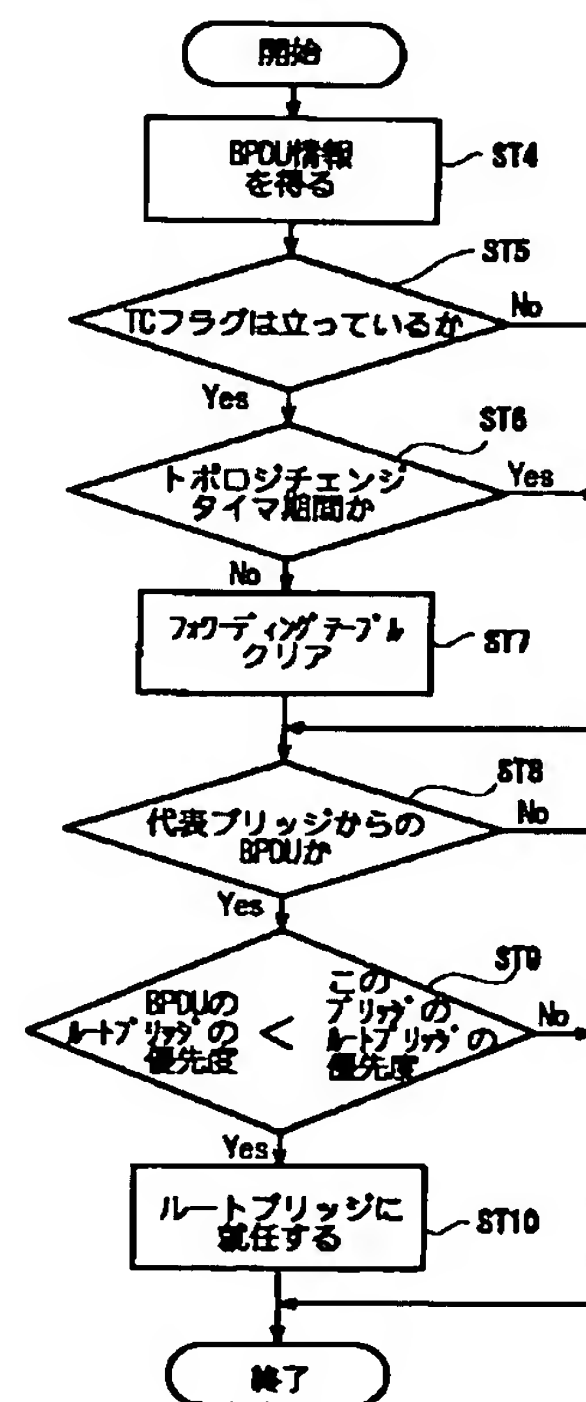 開始
BPDU情報
を得る
ST4
ST5
TCフラグは立っているか
No
Yes
ST6
トポロジチェンジ
タイマ期間か
Yes
No
フォワーディングテーブル
クリア
ST7
ST8
代表ブリッジからの
BPDUか
No
Yes
ST9
BPDUの
ルートブリッジの
優先度
<
この
ブリッジの
ルートブリッジの
優先度
No
Yes
ルートブリッジに
就任する
ST10
終了